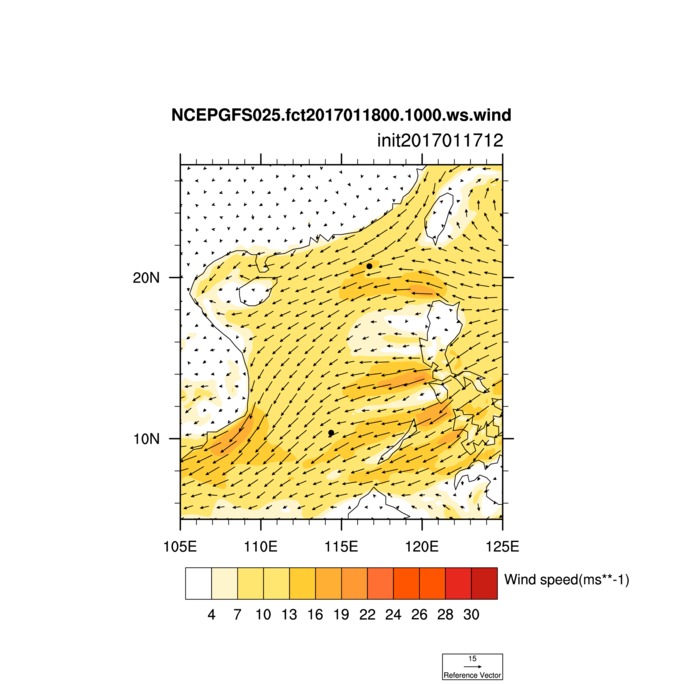 NCEPGFS025.fct2017011800.1000.ws.wind
init2017011712
20N
10N
105E 110E 115E 120E 125E
Wind speed(ms**-1)
4 7 10 13 16 19 22 24 26 28 30
15
Reference Vector